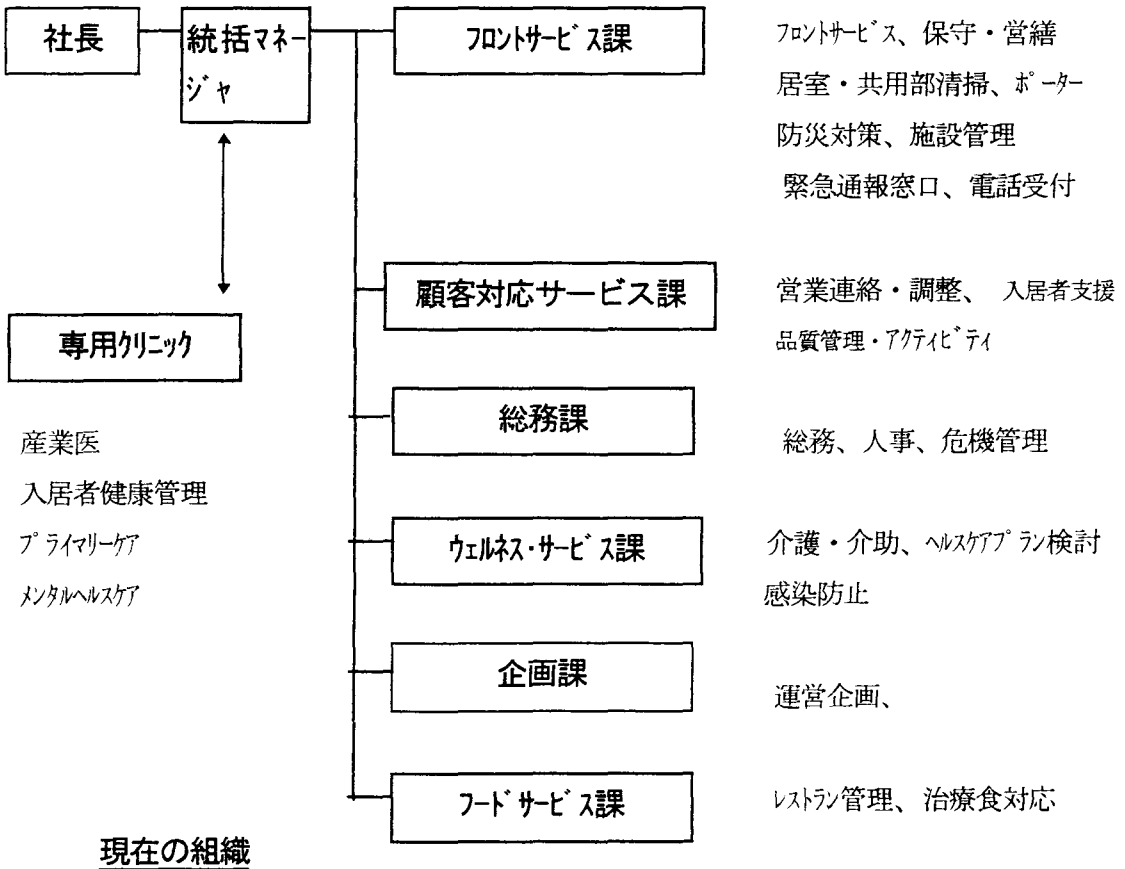 社長
統括マネー
ジャ
フロントサービス課
フロントサービス、保守・営繕
居室・共用部清掃、ポーター
防災対策、施設管理
緊急通報窓口、電話受付
顧客対応サービス課
営業連絡・調整、 入居者支援
品質管理・アクティビティ
専用クリニック
産業医
入居者健康管理
プライマリーケア
メンタルヘルスケア
総務課
総務、人事、危機管理
ウェルネス・サービス課
介護・介助、ヘルスケアプラン検討
感染防止
企画課
運営企画、
フードサービス課
レストラン管理、治療食対応
現在の組織